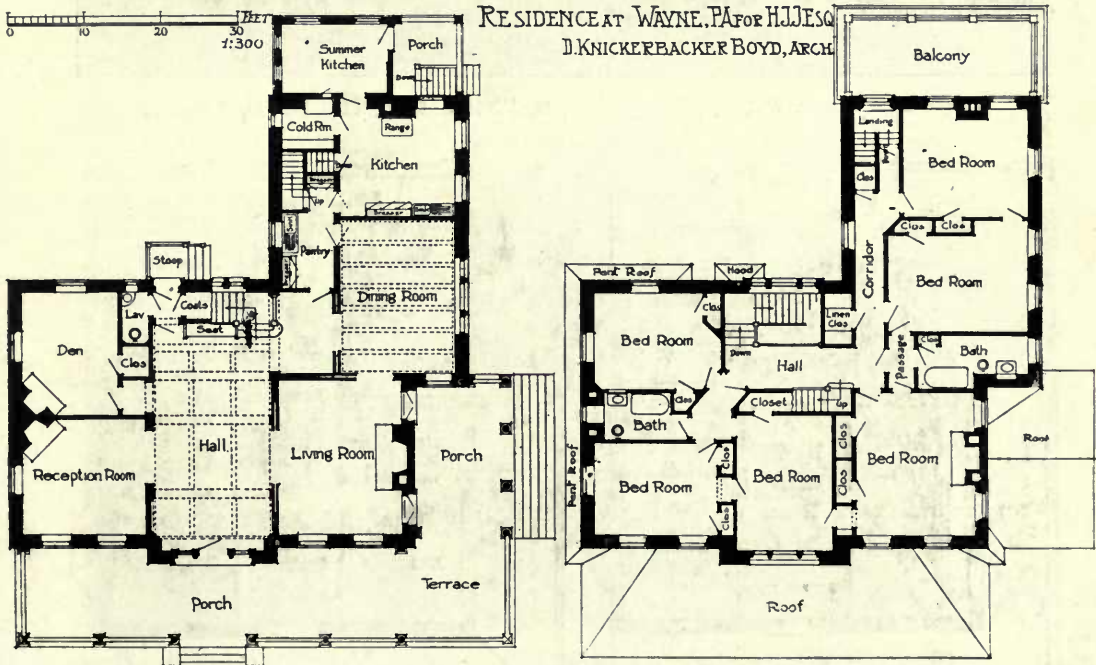 RESIDENCE AT WAYNE, PA FOR H.J.J ESQ
D. KNICKERBACKER BOYD, ARCH
0 10 20 30 FEET
1:300
Summer
Kitchen
Porch
Down
Cold Rm
Range
Kitchen
Up
Dresser
Pantry
Dining Room
Stoop
Lav
Coats
Seat
Den
Clos
Hall
Reception Room
Living Room
Porch
Terrace
Porch
Balcony
Landing
Clos
Bed Room
Clos
Clos
Corridor
Bed Room
Pent Roof
Hood
Clos
Linen
Clos
Bed Room
Down
Hall
Passage
Clos
Bath
Clos
Closet
Up
Bath
Roof
Pent Roof
Bed Room
Clos
Clos
Bed Room
Clos
Clos
Bed Room
Roof